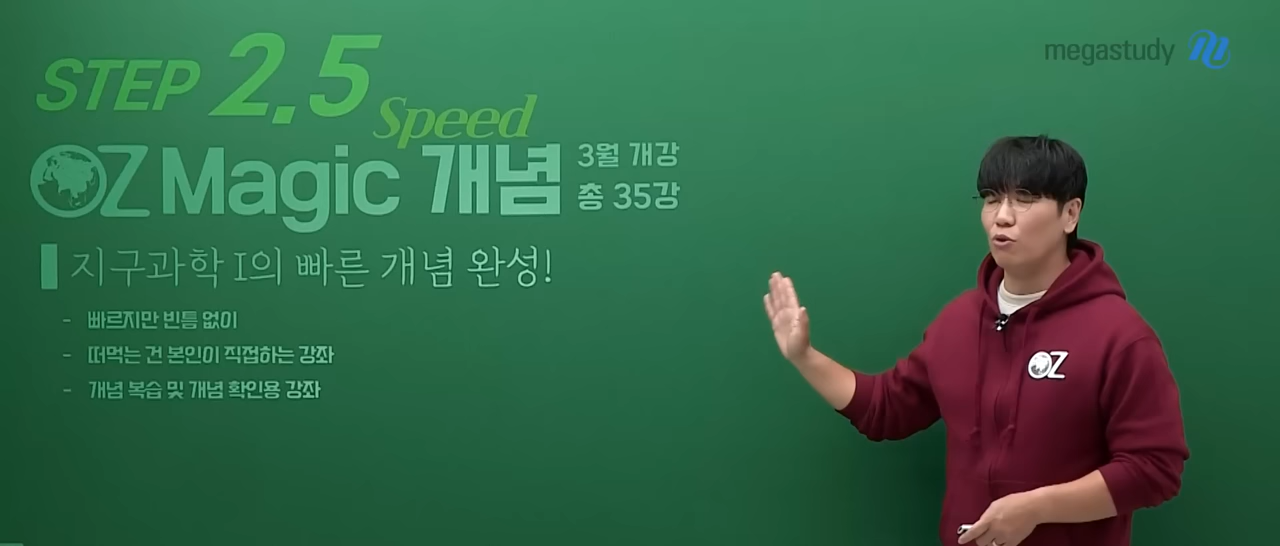 megastudy
STEP 2.5
Speed
OZ Magic 개념
3월 개강
총 35강
지구과학 I의 빠른 개념 완성!
- 빠르지만 빈틈 없이
- 떠먹는 건 본인이 직접하는 강좌
- 개념 복습 및 개념 확인용 강좌
OZ